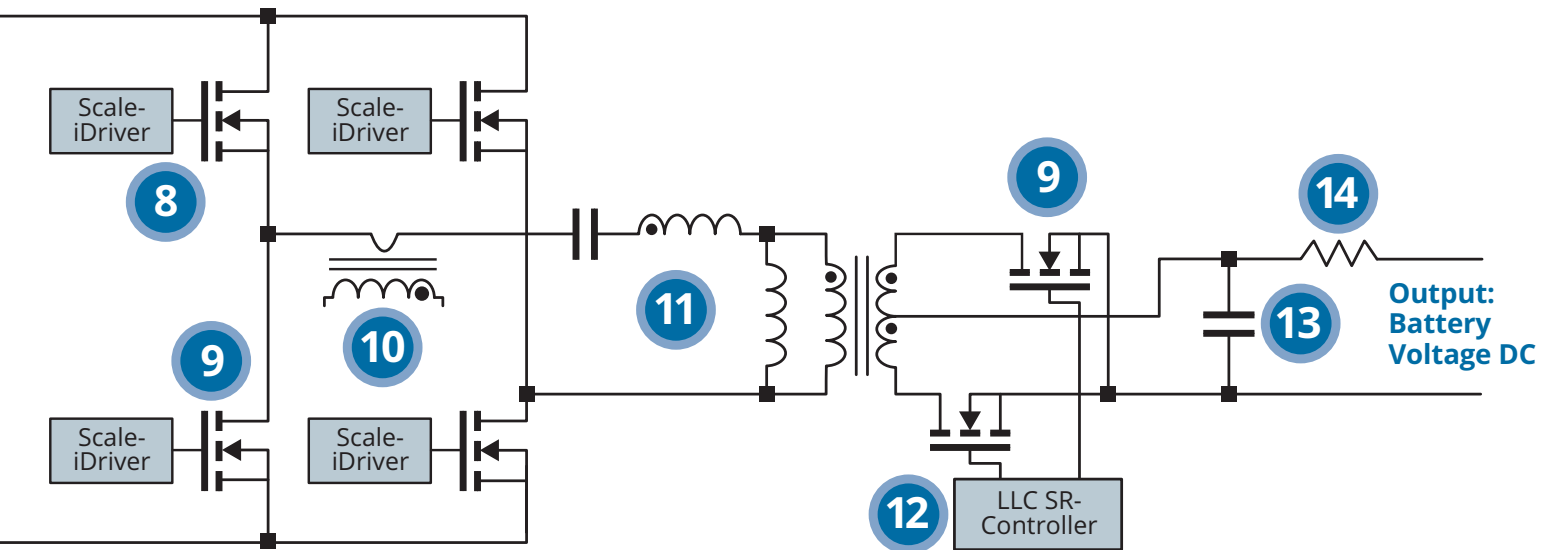 Scale-
iDriver
Scale-
iDriver
8
9
14
10
11
13
Output:
Battery
Voltage DC
9
Scale-
iDriver
Scale-
iDriver
12
LLC SR-
Controller